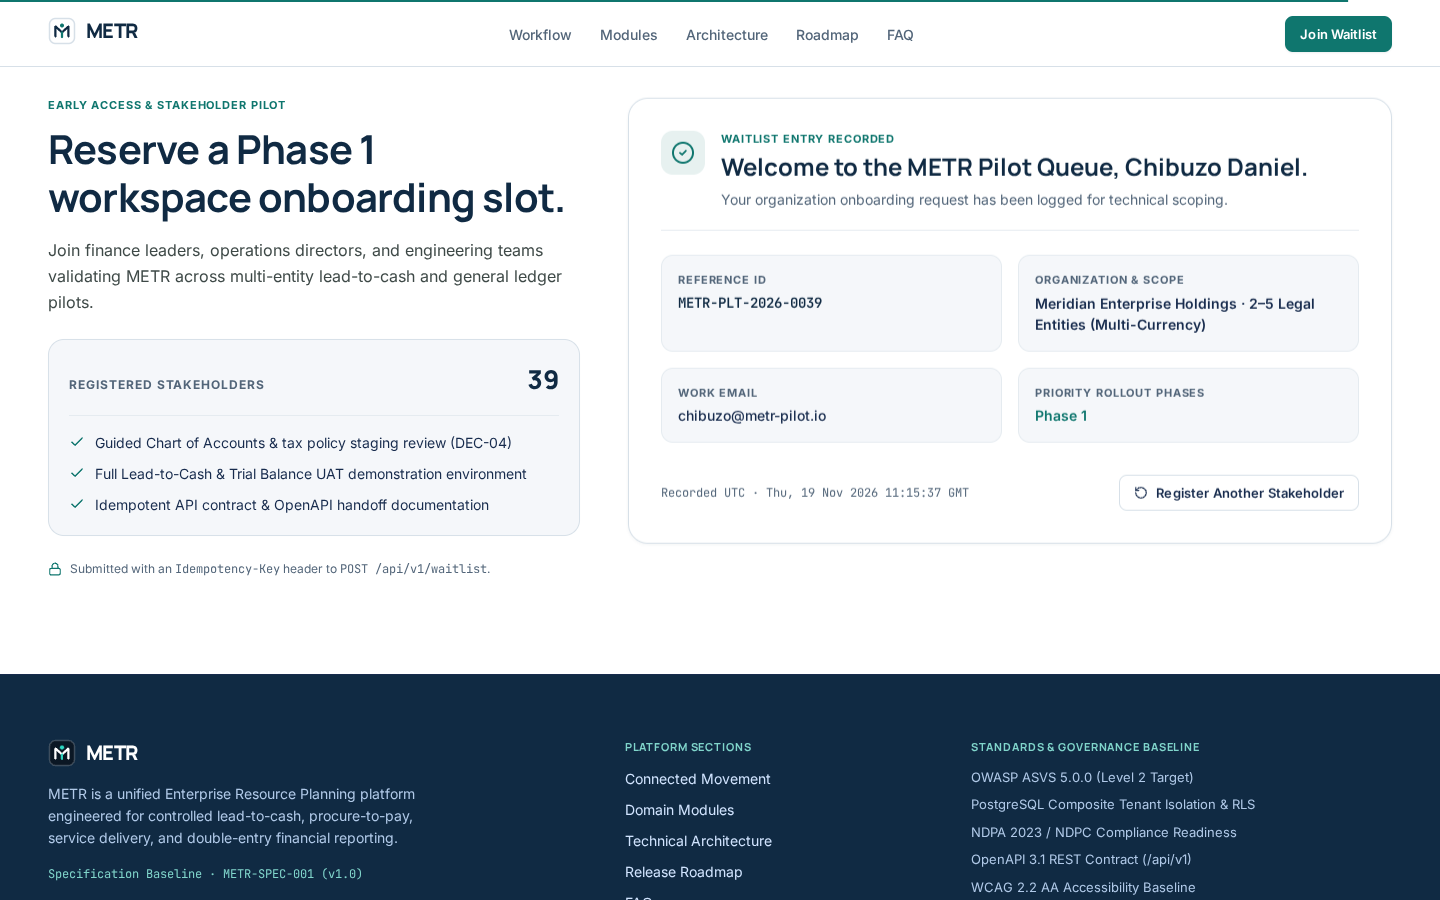 METR
Workflow
Modules
Architecture
Roadmap
FAQ
Join Waitlist
EARLY ACCESS & STAKEHOLDER PILOT
Reserve a Phase 1
workspace onboarding slot.
Join finance leaders, operations directors, and engineering teams
validating METR across multi-entity lead-to-cash and general ledger
pilots.
REGISTERED STAKEHOLDERS
39
Guided Chart of Accounts & tax policy staging review (DEC-04)
Full Lead-to-Cash & Trial Balance UAT demonstration environment
Idempotent API contract & OpenAPI handoff documentation
Submitted with an Idempotency-Key header to POST /api/v1/waitlist.
WAITLIST ENTRY RECORDED
Welcome to the METR Pilot Queue, Chibuzo Daniel.
Your organization onboarding request has been logged for technical scoping.
REFERENCE ID
METR-PLT-2026-0039
ORGANIZATION & SCOPE
Meridian Enterprise Holdings · 2–5 Legal
Entities (Multi-Currency)
WORK EMAIL
chibuzo@metr-pilot.io
PRIORITY ROLLOUT PHASES
Phase 1
Recorded UTC · Thu, 19 Nov 2026 11:15:37 GMT
Register Another Stakeholder
METR
METR is a unified Enterprise Resource Planning platform
engineered for controlled lead-to-cash, procure-to-pay,
service delivery, and double-entry financial reporting.
Specification Baseline · METR-SPEC-001 (v1.0)
PLATFORM SECTIONS
Connected Movement
Domain Modules
Technical Architecture
Release Roadmap
STANDARDS & GOVERNANCE BASELINE
OWASP ASVS 5.0.0 (Level 2 Target)
PostgreSQL Composite Tenant Isolation & RLS
NDPA 2023 / NDPC Compliance Readiness
OpenAPI 3.1 REST Contract (/api/v1)
WCAG 2.2 AA Accessibility Baseline